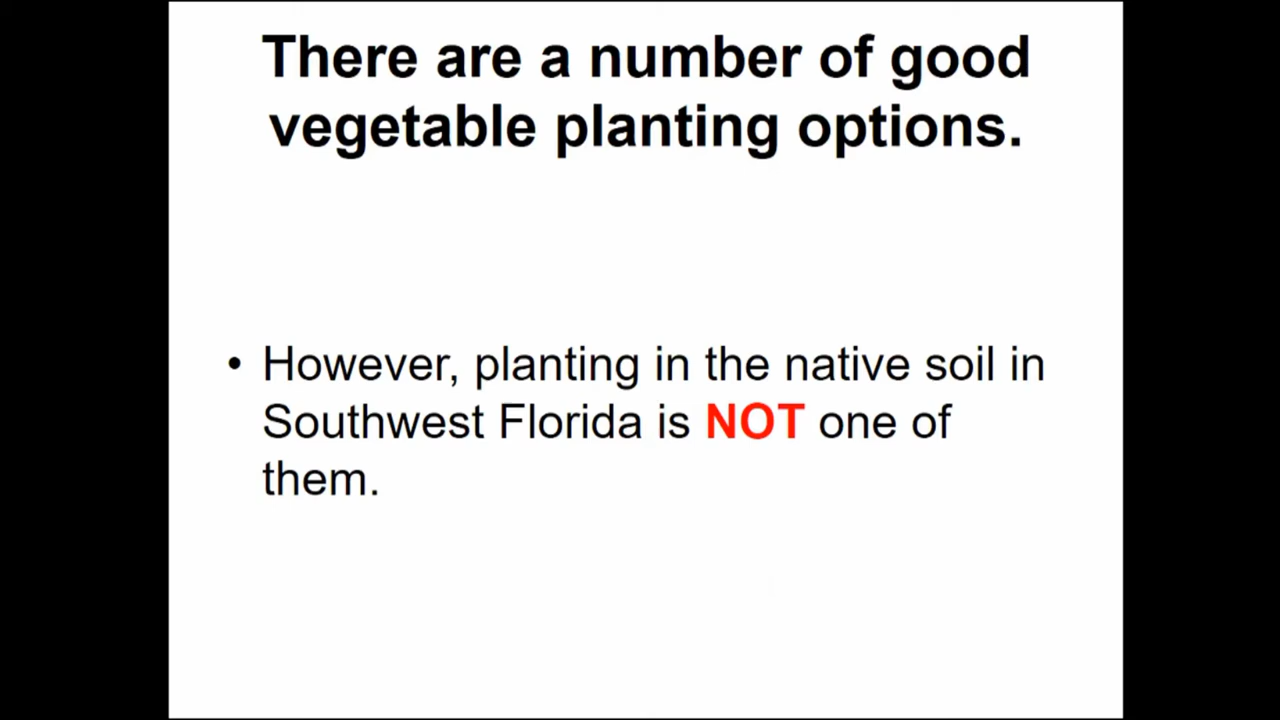 There are a number of good
vegetable planting options.
• However, planting in the native soil in
Southwest Florida is NOT one of
them.